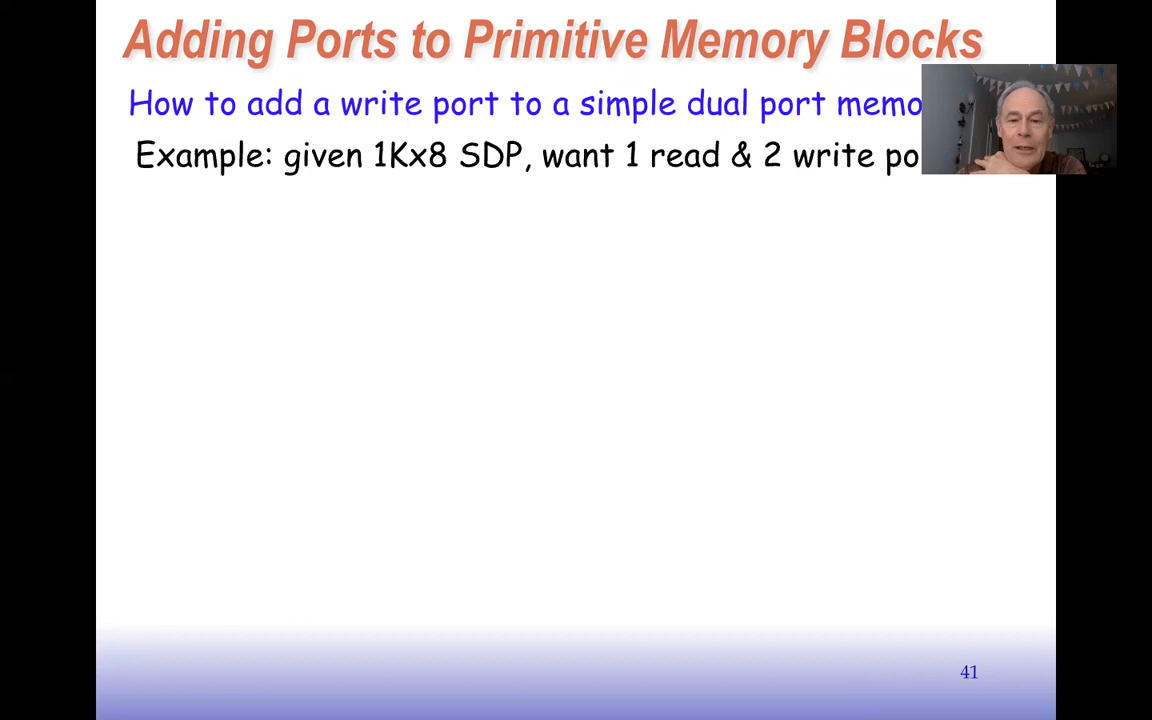 Adding Ports to Primitive Memory Blocks
How to add a write port to a simple dual port memo
Example: given 1Kx8 SDP, want 1 read & 2 write po
41